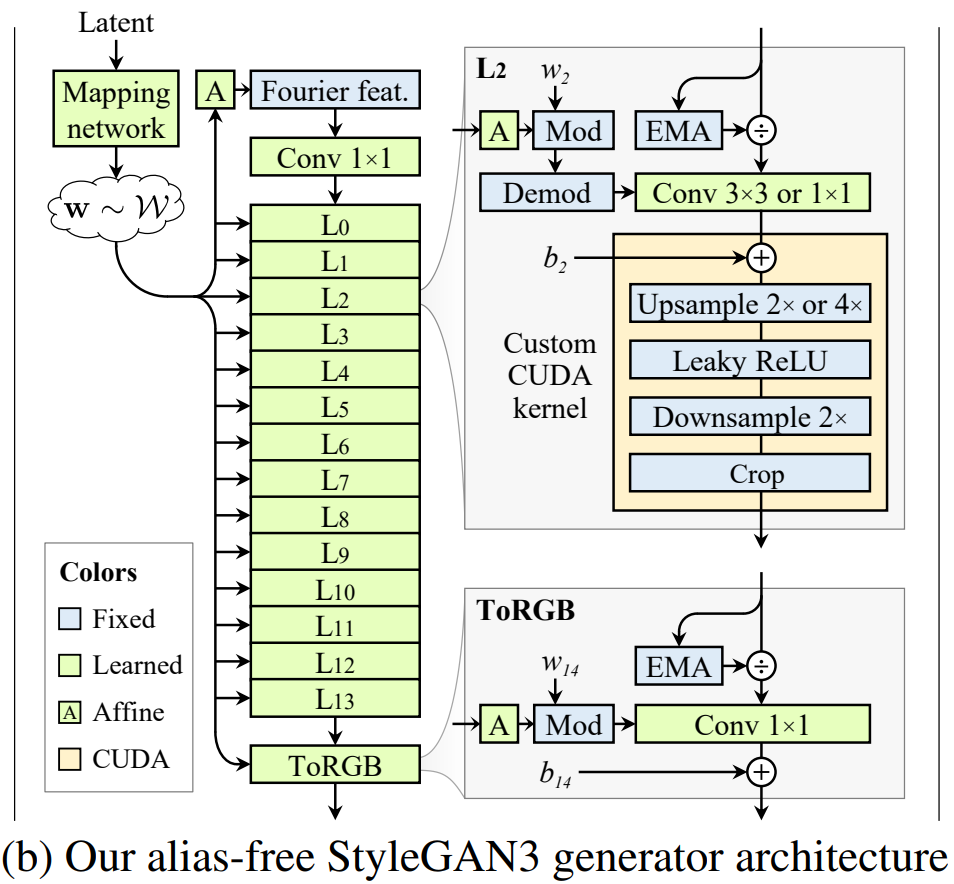 Latent
Mapping
network
w ∼ 𝒲
A
Fourier feat.
Conv 1×1
L0
L1
L2
L3
L4
L5
L6
L7
L8
L9
L10
L11
L12
L13
ToRGB
Colors
Fixed
Learned
A Affine
CUDA
L2
w2
A
Mod
EMA
÷
Demod
Conv 3×3 or 1×1
b2
+
Upsample 2× or 4×
Leaky ReLU
Downsample 2×
Crop
Custom
CUDA
kernel
ToRGB
w14
EMA
÷
A
Mod
Conv 1×1
b14
+
(b) Our alias-free StyleGAN3 generator architecture